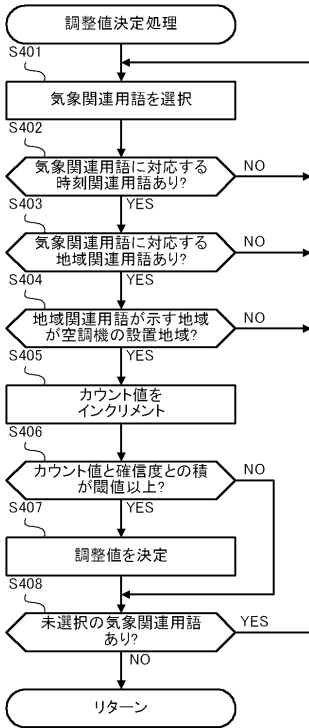 調整値決定処理
S401
気象関連用語を選択
S402
気象関連用語に対応する
時刻関連用語あり?
NO
YES
S403
気象関連用語に対応する
地域関連用語あり?
NO
YES
S404
地域関連用語が示す地域
が空調機の設置地域?
NO
YES
S405
カウント値を
インクリメント
S406
カウント値と確信度との積
が閾値以上?
NO
YES
S407
調整値を決定
S408
未選択の気象関連用語
あり?
YES
NO
リターン